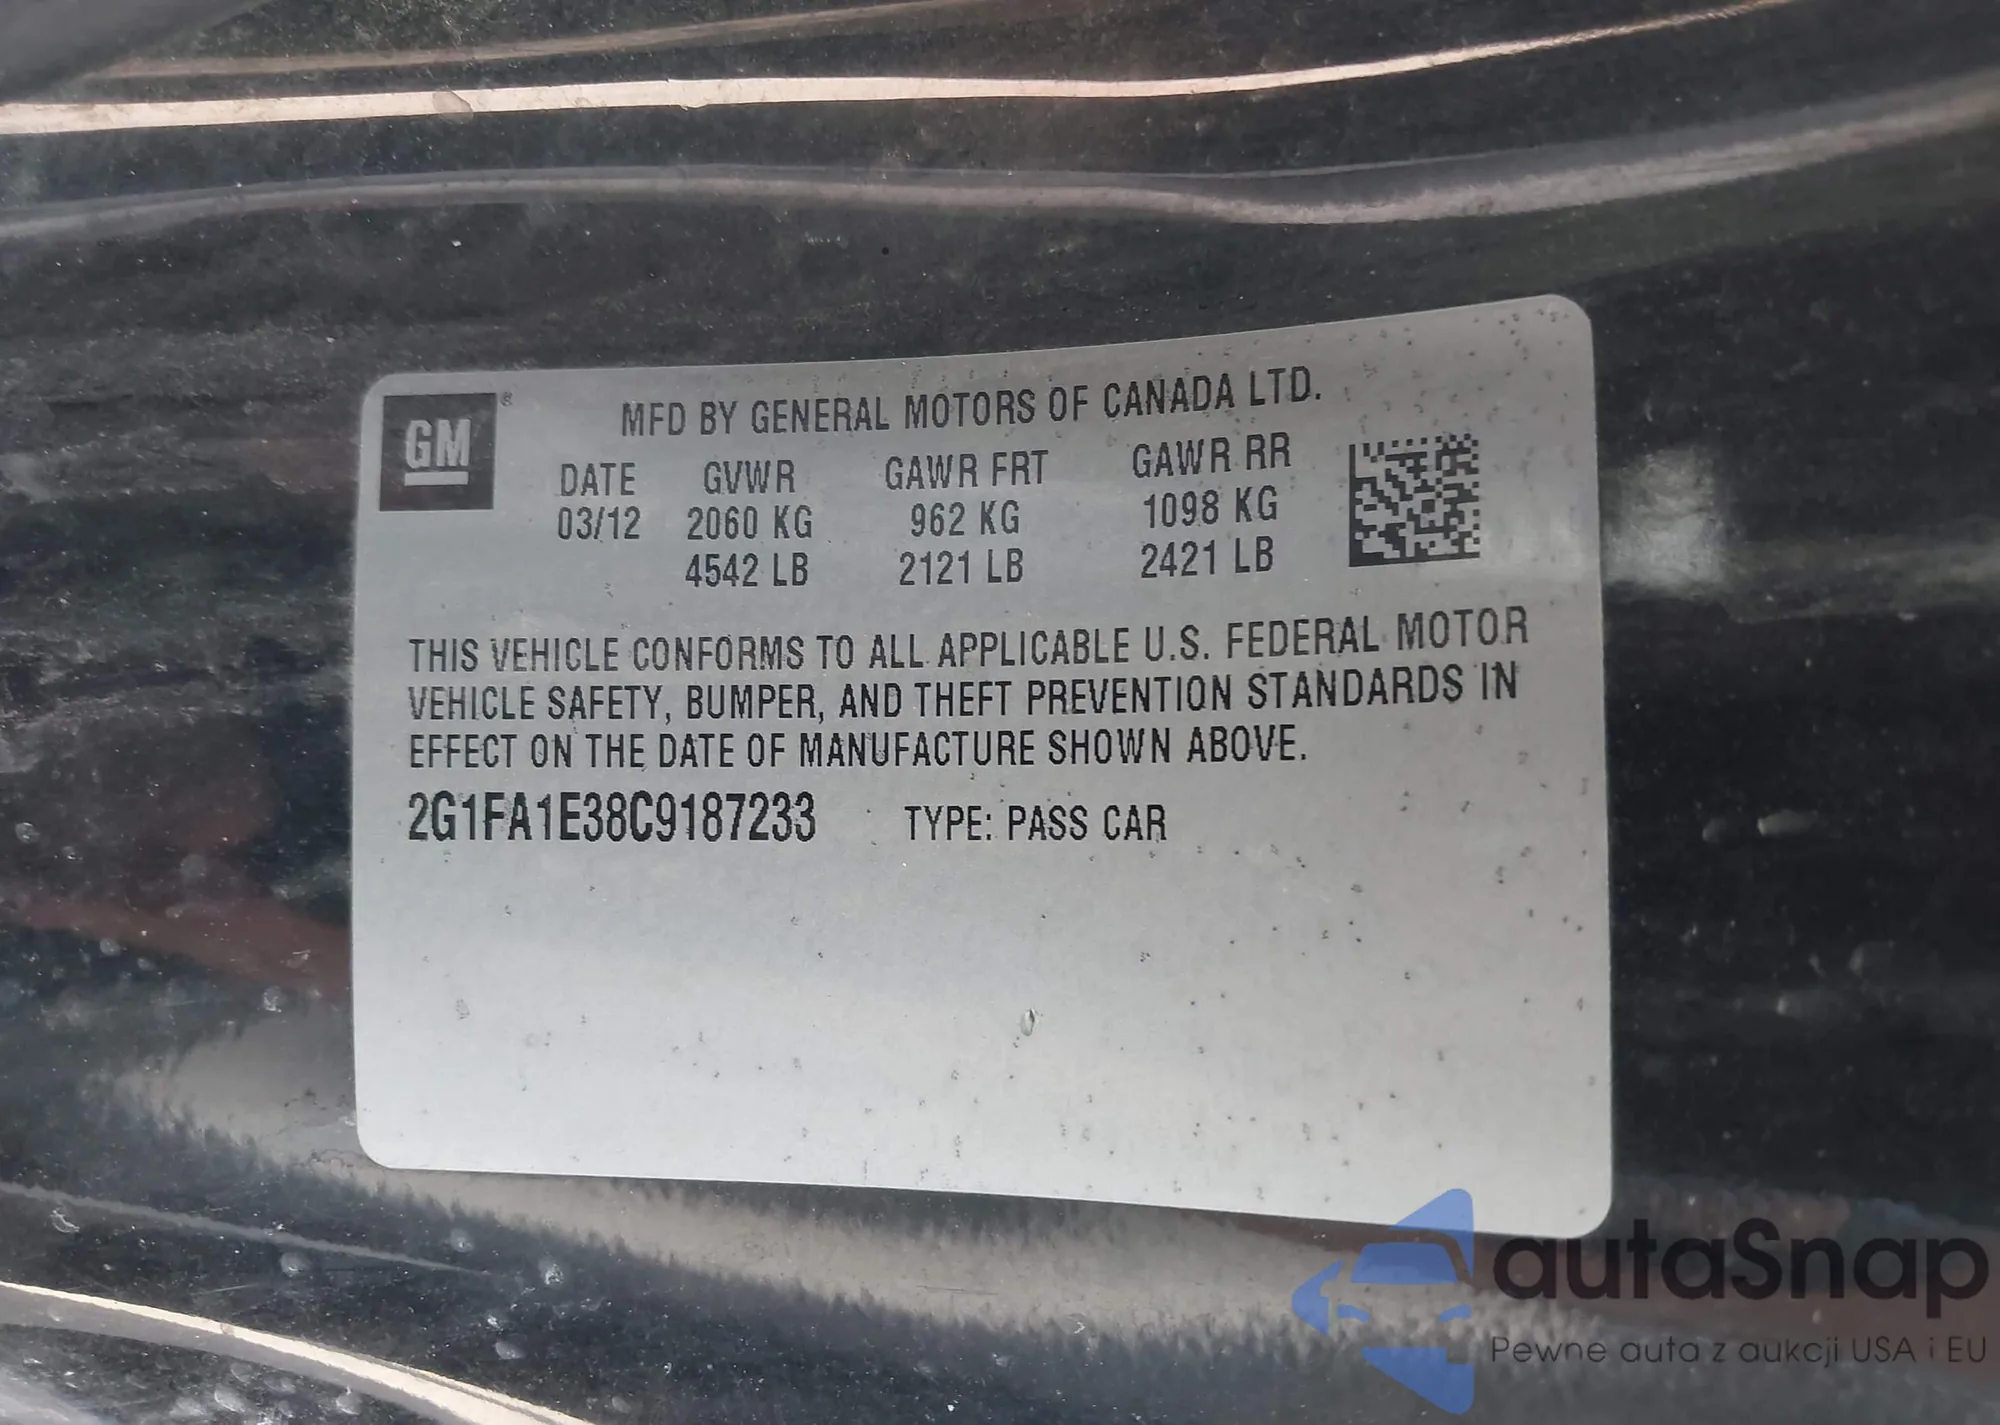 GM ®
MFD BY GENERAL MOTORS OF CANADA LTD.
DATE GVWR GAWR FRT GAWR RR
03/12 2060 KG 962 KG 1098 KG
4542 LB 2121 LB 2421 LB
THIS VEHICLE CONFORMS TO ALL APPLICABLE U.S. FEDERAL MOTOR
VEHICLE SAFETY, BUMPER, AND THEFT PREVENTION STANDARDS IN
EFFECT ON THE DATE OF MANUFACTURE SHOWN ABOVE.
2G1FA1E38C9187233 TYPE: PASS CAR
autaSnap
Pewne auta z aukcji USA i EU